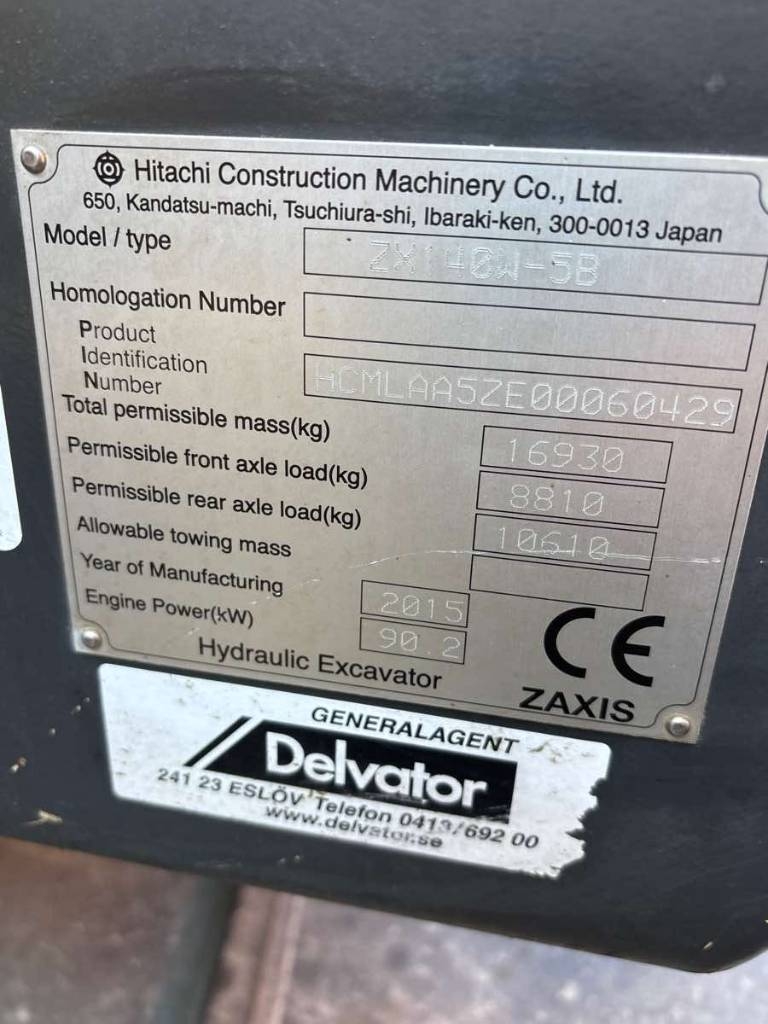 Hitachi Construction Machinery Co., Ltd.
650, Kandatsu-machi, Tsuchiura-shi, Ibaraki-ken, 300-0013 Japan
Model / type ZX140W-5B
Homologation Number
Product
Identification
Number HCMLAA5ZE00060429
Total permissible mass(kg) 16930
Permissible front axle load(kg) 8810
Permissible rear axle load(kg) 10610
Allowable towing mass
Year of Manufacturing 2015
Engine Power(kW) 90.2
CE
Hydraulic Excavator
ZAXIS
GENERALAGENT
Delvator
241 23 ESLÖV Telefon 0413/692 00
www.delvator.se